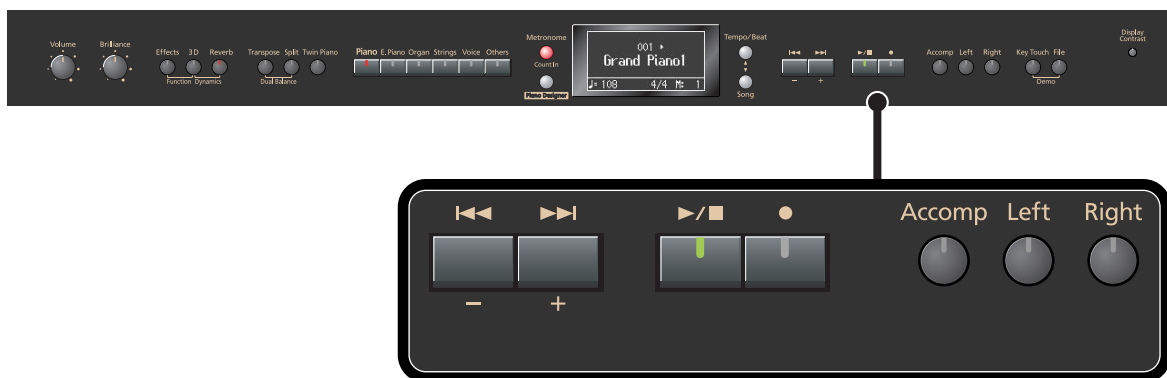 Volume
Brilliance
Effects 3D Reverb
Function Dynamics
Transpose Split Twin Piano
Dual Balance
Piano E.Piano Organ Strings Voice Others
Metronome
Count In
Piano Designer
001
Grand Piano1
♩= 108 4/4 M: 1
Tempo/Beat
Song
− +
Accomp Left Right
Key Touch File
Demo
Display
Contrast
Accomp Left Right
− +